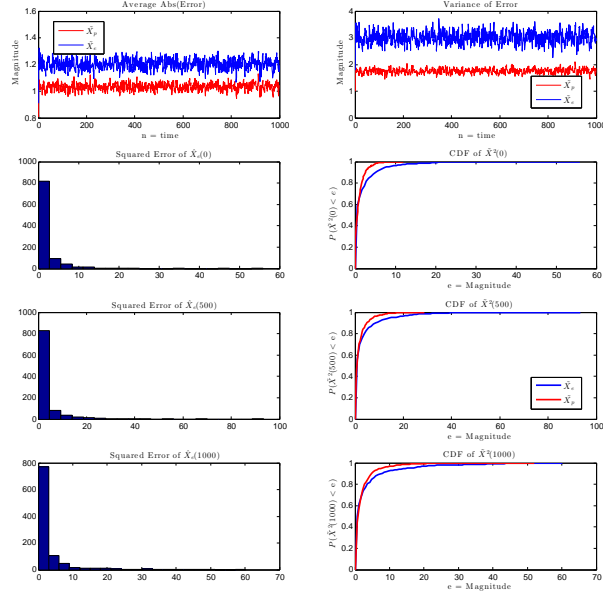 Average Abs(Error)
Magnitude
1.6
1.4
1.2
1
0.8
X̃ₚ
X̃ₑ
0 200 400 600 800 1000
n = time
Variance of Error
Magnitude
4
3
2
1
0
X̃ₚ
X̃ₑ
0 200 400 600 800 1000
n = time
Squared Error of X̃ₑ(0)
1000
800
600
400
200
0
0 10 20 30 40 50 60
CDF of X̃²(0)
P(X̃²(0) < e)
1
0.8
0.6
0.4
0.2
0
0 10 20 30 40 50 60
e = Magnitude
Squared Error of X̃ₑ(500)
1000
800
600
400
200
0
0 20 40 60 80 100
CDF of X̃²(500)
P(X̃²(500) < e)
1
0.8
0.6
0.4
0.2
0
X̃ₑ
X̃ₚ
0 20 40 60 80 100
e = Magnitude
Squared Error of X̃ₑ(1000)
800
600
400
200
0
0 10 20 30 40 50 60 70
CDF of X̃²(1000)
P(X̃²(1000) < e)
1
0.8
0.6
0.4
0.2
0
0 10 20 30 40 50 60 70
e = Magnitude